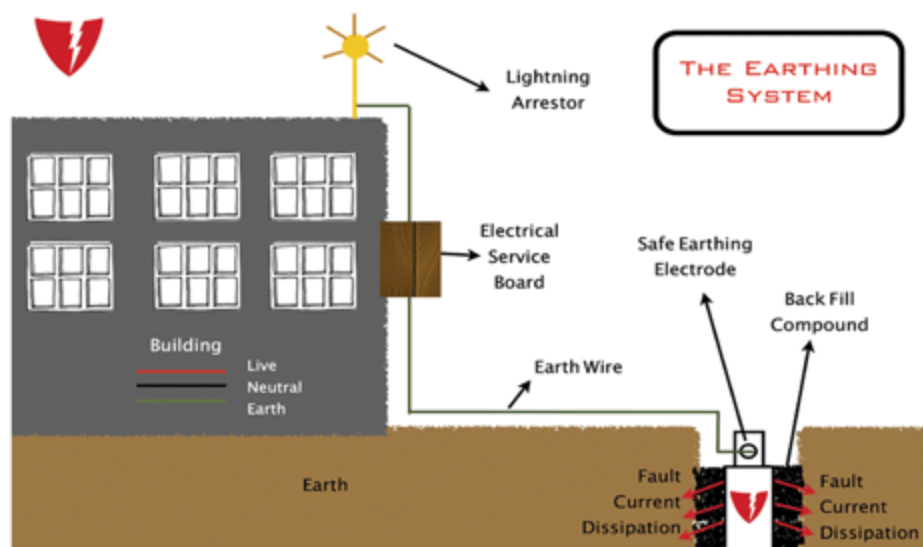 THE EARTHING
SYSTEM
Lightning
Arrestor
Electrical
Service
Board
Safe Earthing
Electrode
Back Fill
Compound
Building
Live
Neutral
Earth
Earth Wire
Earth
Fault
Current
Dissipation
Fault
Current
Dissipation